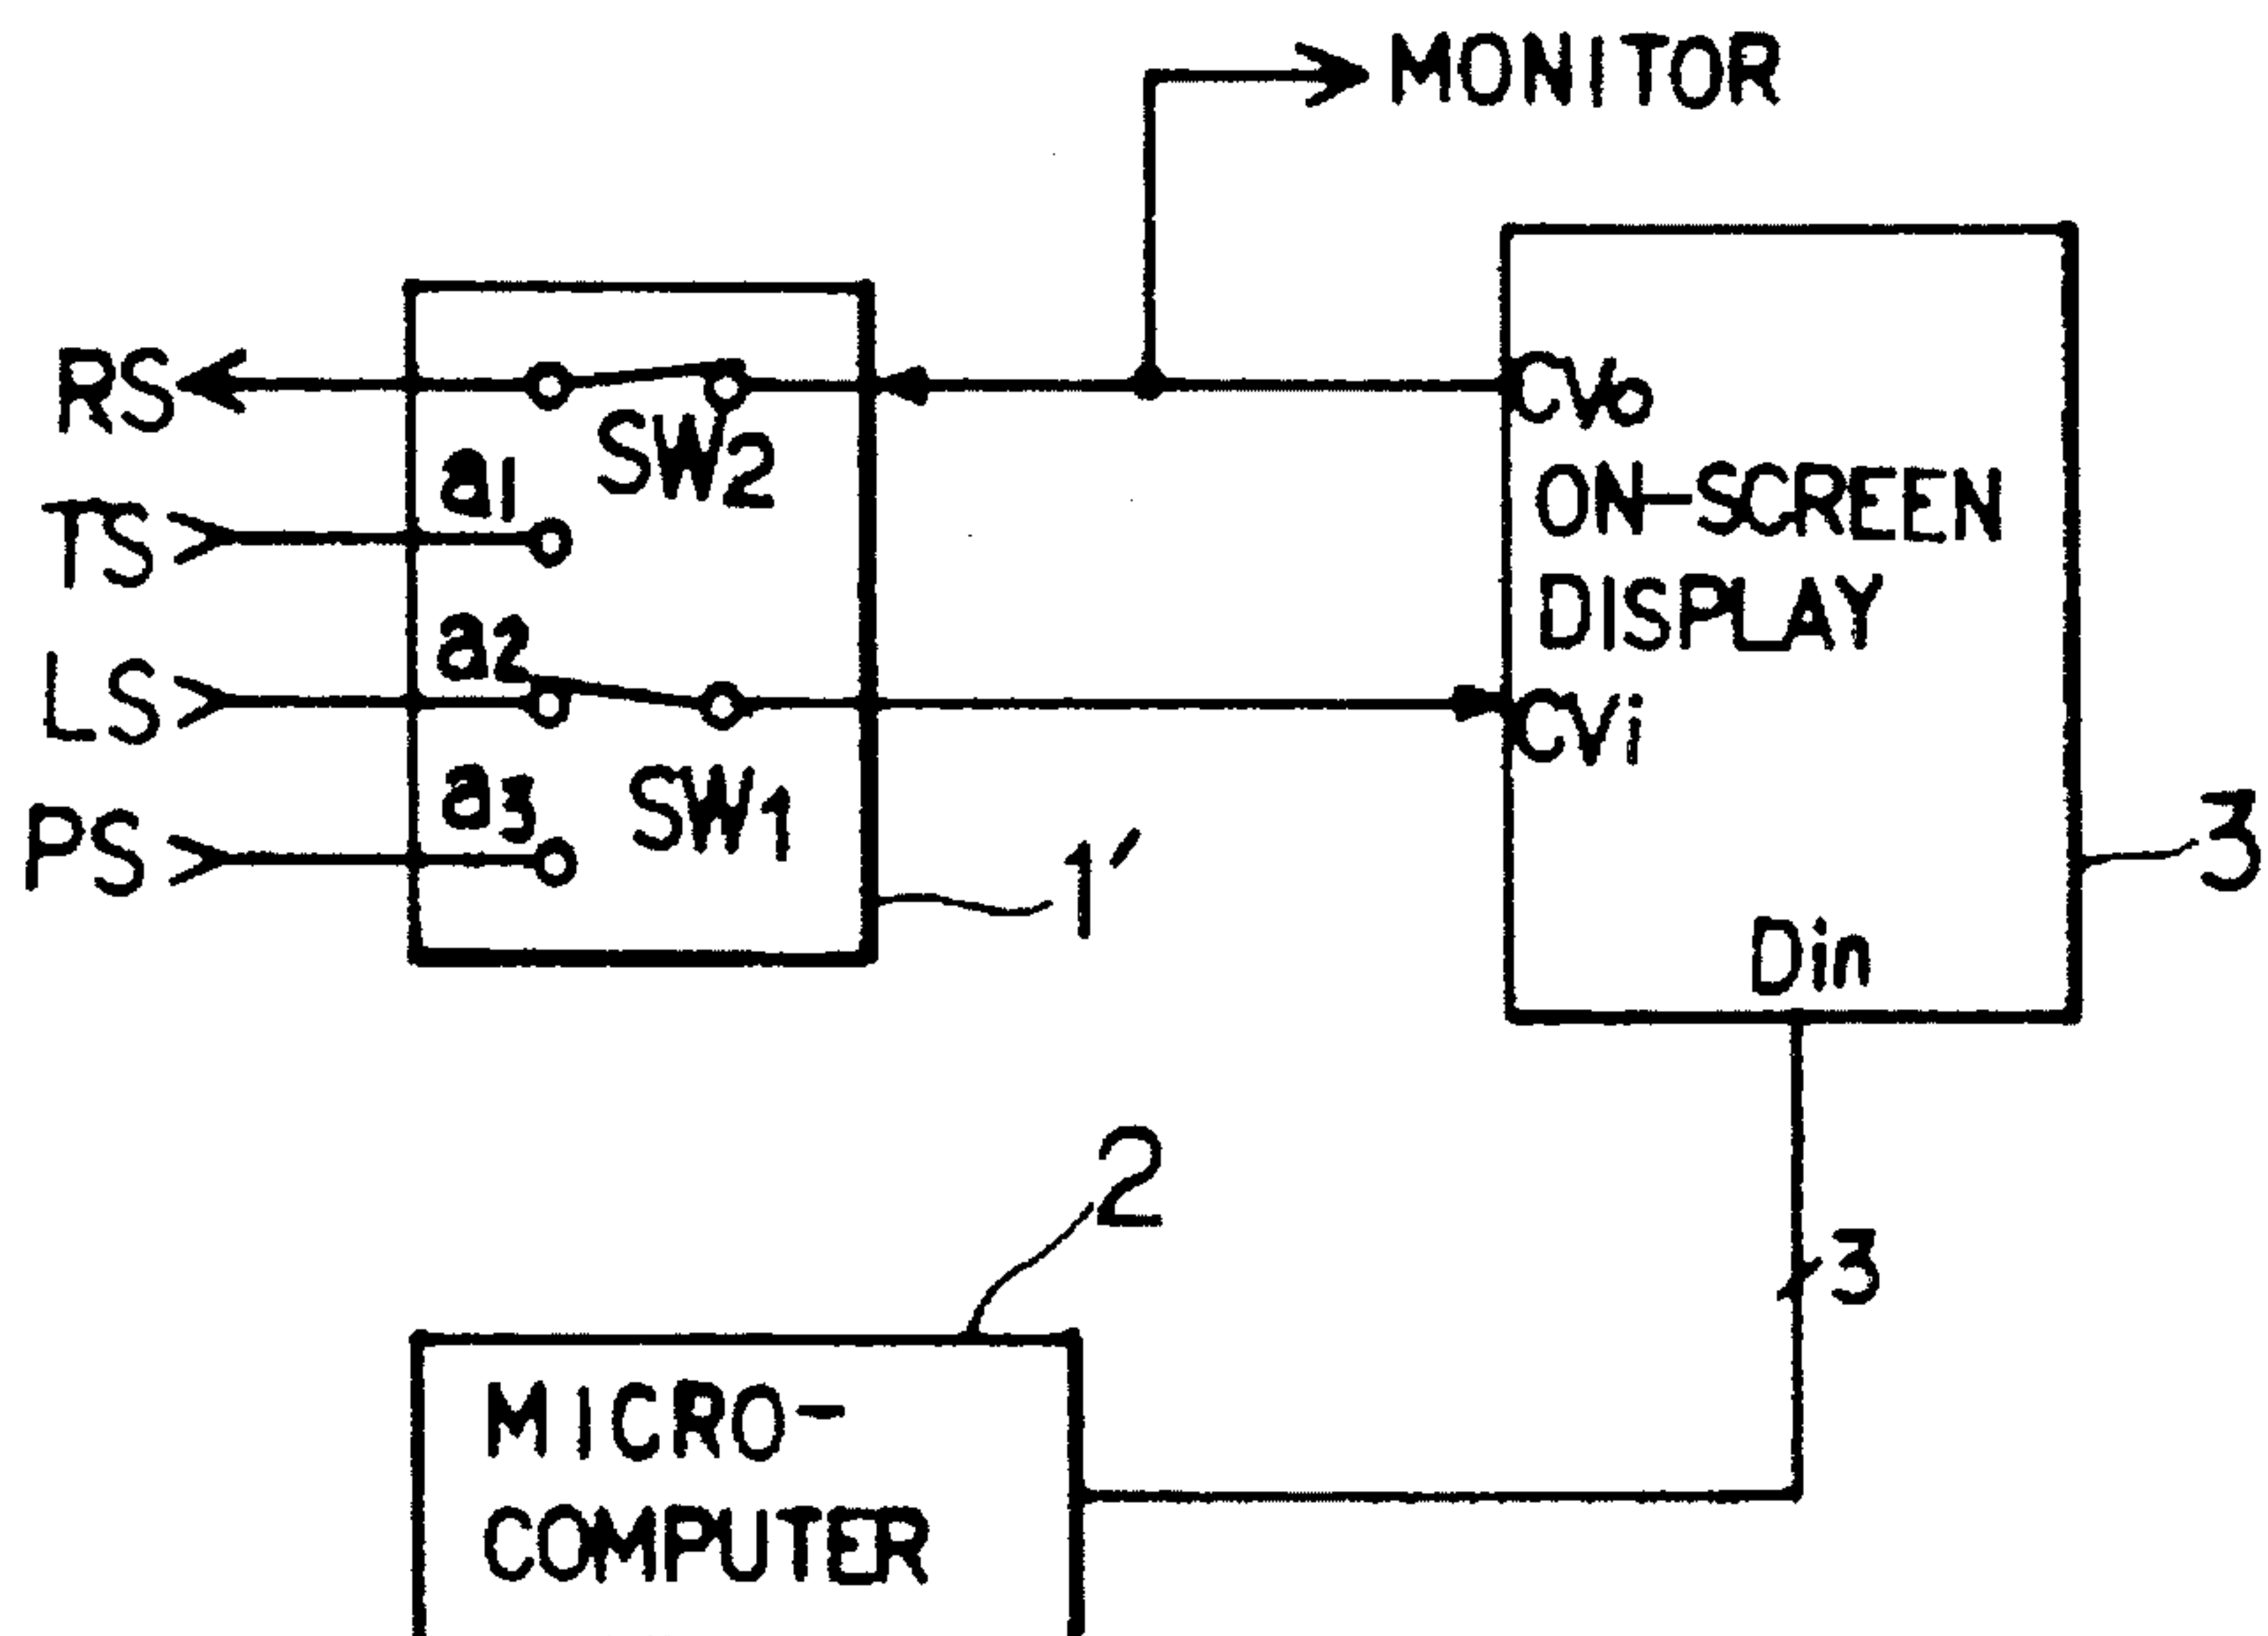 MONITOR
RS
SW2
CVo
a1
TS
ON-SCREEN
DISPLAY
a2
LS
CVi
a3
SW1
PS
1'
3
Din
2
3
MICRO-
COMPUTER